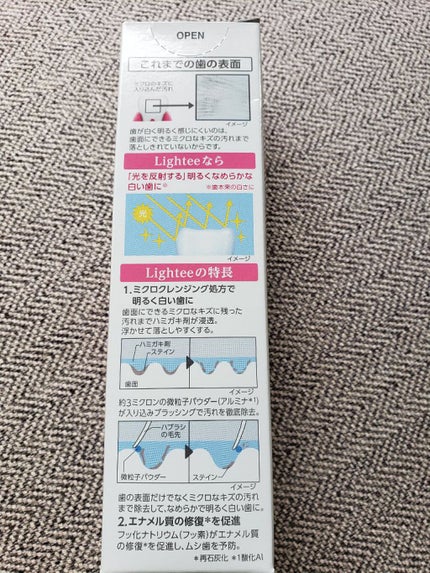 OPEN
これまでの歯の表面
ミクロのキズに
入り込んだ汚れ
イメージ
歯が白く明るく感じにくいのは、
歯面にできるミクロなキズの汚れまで
落としきれていないからです。
Lighteeなら
「光を反射する」明るくなめらかな
白い歯に※
※歯本来の白さに
光
イメージ
Lighteeの特長
1.ミクロクレンジング処方で
明るく白い歯に
歯面にできるミクロなキズに残った
汚れまでハミガキ剤が浸透。
浮かせて落としやすくする。
ハミガキ剤
ステイン
歯面
イメージ
約3ミクロンの微粒子パウダー(アルミナ*1)
が入り込みブラッシングで汚れを徹底除去。
ハブラシ
の毛先
微粒子パウダー
ステイン
イメージ
歯の表面だけでなくミクロなキズの汚れ
まで除去して、なめらかで明るく白い歯に。
2.エナメル質の修復*を促進
フッ化ナトリウム(フッ素)がエナメル質
の修復*を促進し、ムシ歯を予防。
*再石灰化 *1酸化Al